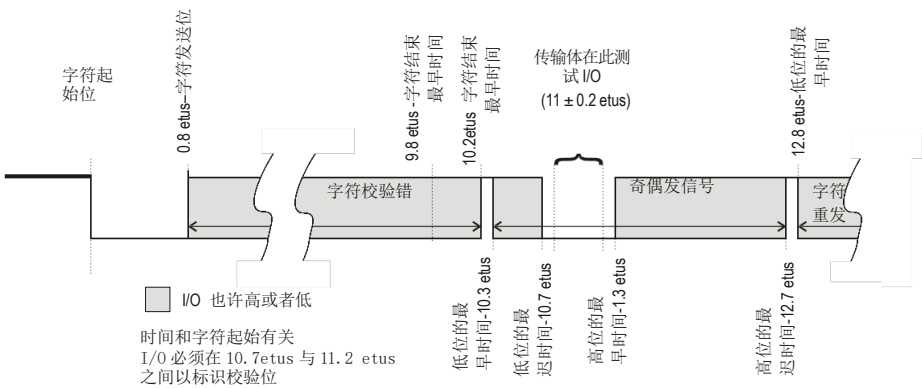 字符起
始位
0.8 etus–字符发送位
9.8 etus -字符结束
最早时间
10.2etus 字符结束
最早时间
传输体在此测
试 I/O
(11 ± 0.2 etus)
12.8 etus-低位的最
早时间
字符校验错
奇偶发信号
字符
重发
I/O 也许高或者低
时间和字符起始有关
I/O 必须在 10.7etus 与 11.2 etus
之间以标识校验位
低位的最
早时间-10.3 etus
低位的最
迟时间-10.7 etus
高位的最
早时间-1.3 etus
高位的最
迟时间-12.7 etus